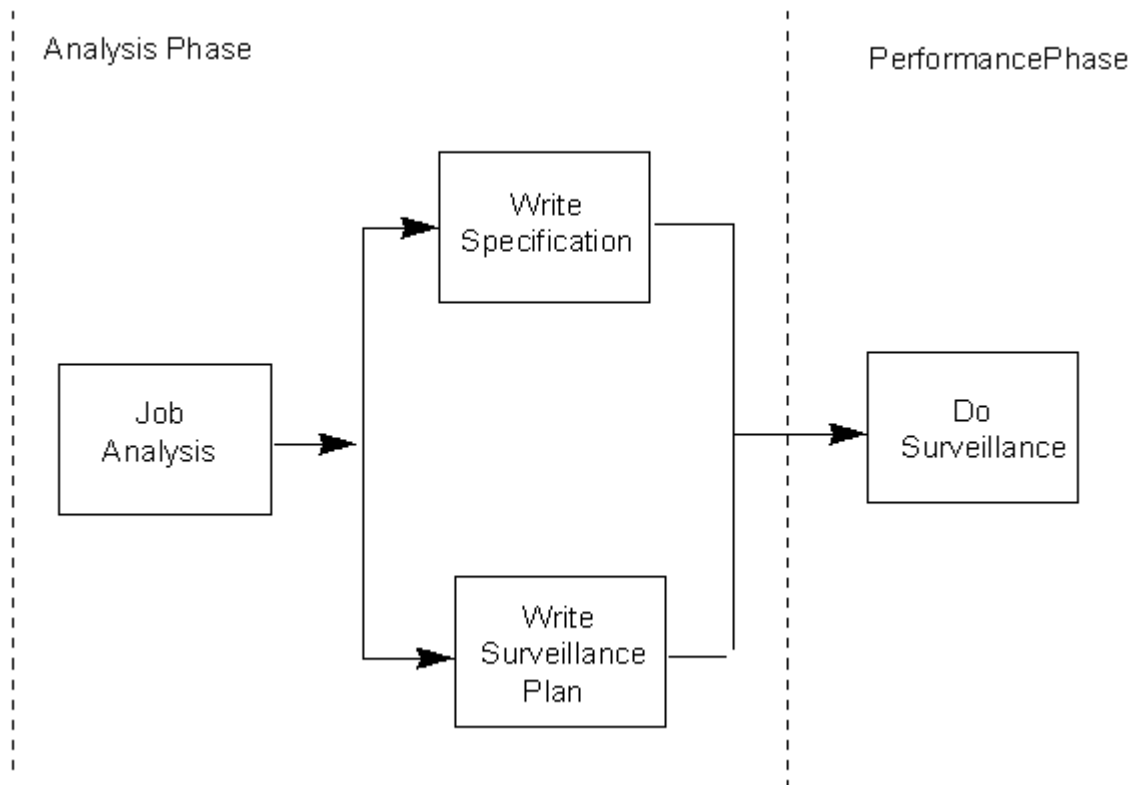 Analysis Phase
PerformancePhase
Write
Specification
Job
Analysis
Do
Surveillance
Write
Surveillance
Plan